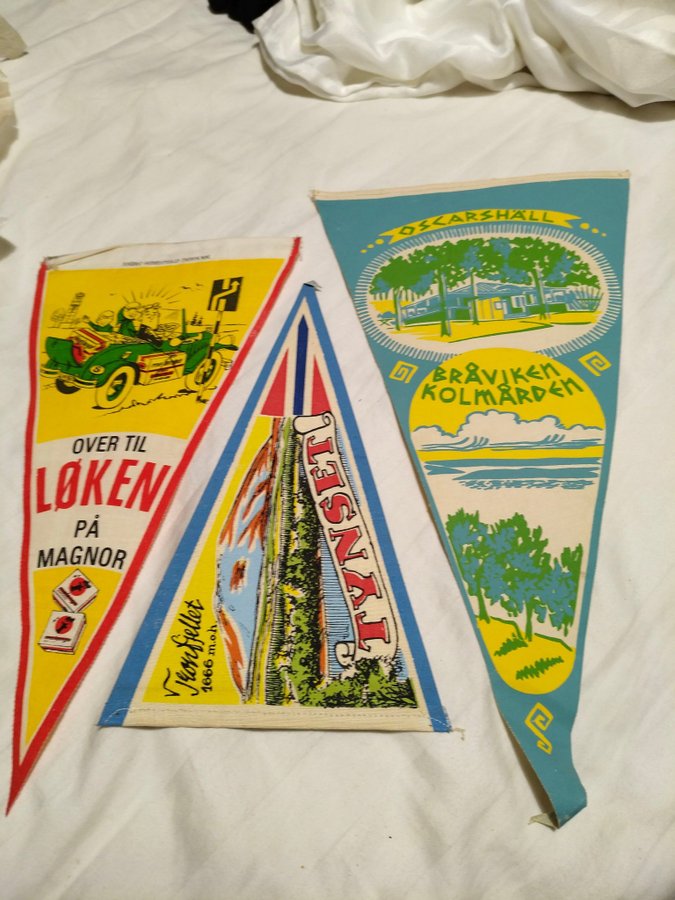 OVER TIL
LØKEN
PÅ
MAGNOR
TYNSET
Tronfjellet
1666 m.o.h
OSCARSHÄLL
BRÅVIKEN
KOLMÅRDEN